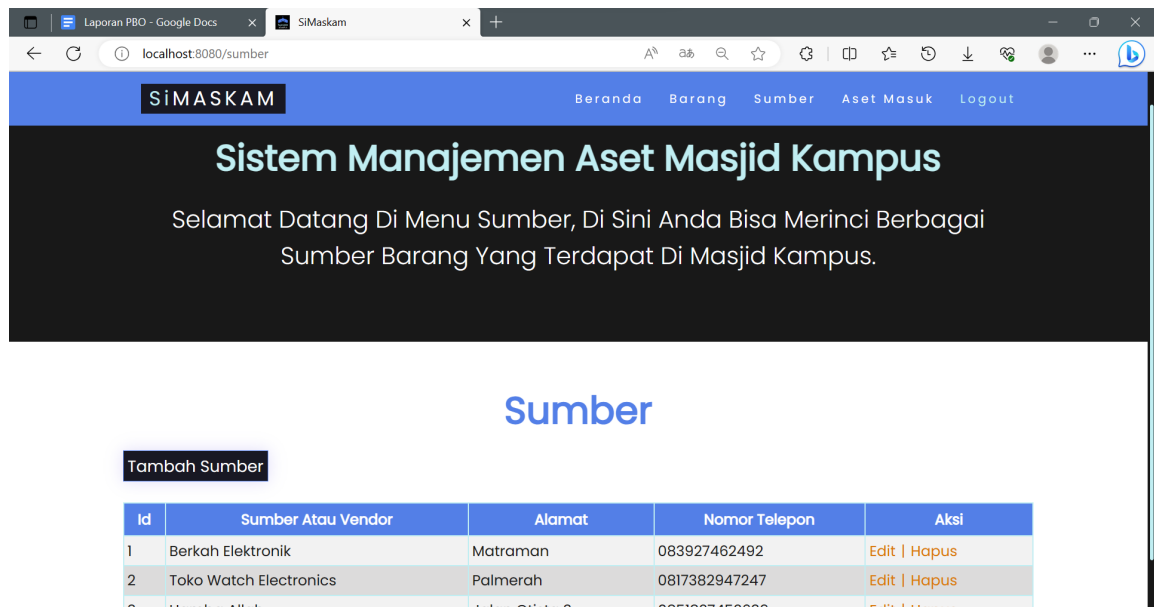 Laporan PBO - Google Docs
SiMaskam
localhost:8080/sumber
SiMASKAM
Beranda Barang Sumber Aset Masuk Logout
Sistem Manajemen Aset Masjid Kampus
Selamat Datang Di Menu Sumber, Di Sini Anda Bisa Merinci Berbagai
Sumber Barang Yang Terdapat Di Masjid Kampus.
Sumber
Tambah Sumber
Id Sumber Atau Vendor Alamat Nomor Telepon Aksi
1 Berkah Elektronik Matraman 083927462492 Edit | Hapus
2 Toko Watch Electronics Palmerah 0817382947247 Edit | Hapus